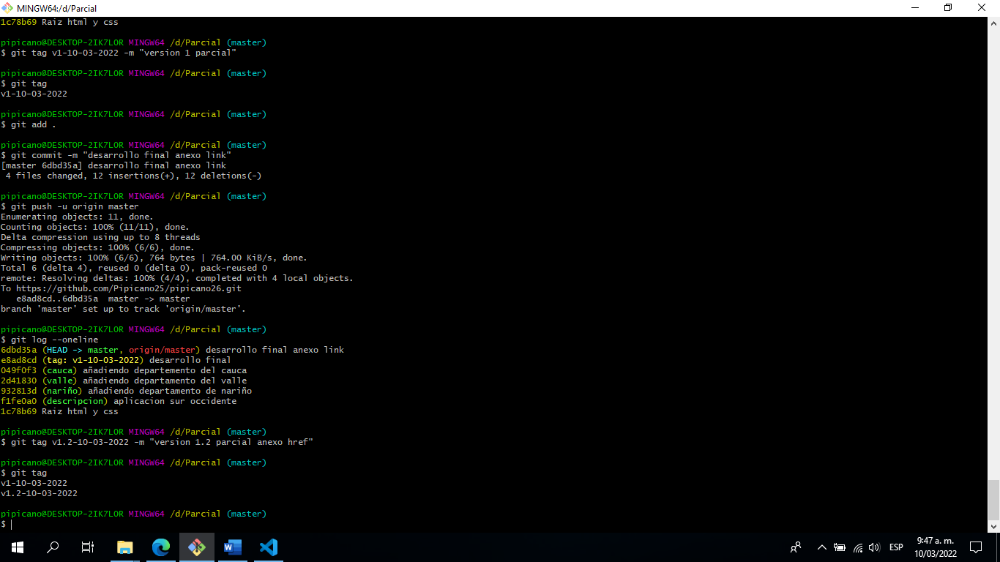 MINGW64:/d/Parcial
1c78b69 Raiz html y css
pipicano@DESKTOP-2IK7LOR MINGW64 /d/Parcial (master)
$ git tag v1-10-03-2022 -m "version 1 parcial"
pipicano@DESKTOP-2IK7LOR MINGW64 /d/Parcial (master)
$ git tag
v1-10-03-2022
pipicano@DESKTOP-2IK7LOR MINGW64 /d/Parcial (master)
$ git add .
pipicano@DESKTOP-2IK7LOR MINGW64 /d/Parcial (master)
$ git commit -m "desarrollo final anexo link"
[master 6dbd35a] desarrollo final anexo link
 4 files changed, 12 insertions(+), 12 deletions(-)
pipicano@DESKTOP-2IK7LOR MINGW64 /d/Parcial (master)
$ git push -u origin master
Enumerating objects: 11, done.
Counting objects: 100% (11/11), done.
Delta compression using up to 8 threads
Compressing objects: 100% (6/6), done.
Writing objects: 100% (6/6), 764 bytes | 764.00 KiB/s, done.
Total 6 (delta 4), reused 0 (delta 0), pack-reused 0
remote: Resolving deltas: 100% (4/4), completed with 4 local objects.
To https://github.com/Pipicano25/pipicano26.git
   e8ad8cd..6dbd35a  master -> master
branch 'master' set up to track 'origin/master'.
pipicano@DESKTOP-2IK7LOR MINGW64 /d/Parcial (master)
$ git log --oneline
6dbd35a (HEAD -> master, origin/master) desarrollo final anexo link
e8ad8cd (tag: v1-10-03-2022) desarrollo final
049f0f3 (cauca) añadiendo departemento del cauca
2d41830 (valle) añadiendo departamento del valle
932813d (nariño) añadiendo departamento de nariño
f1fe0a0 (descripcion) aplicacion sur occidente
1c78b69 Raiz html y css
pipicano@DESKTOP-2IK7LOR MINGW64 /d/Parcial (master)
$ git tag v1.2-10-03-2022 -m "version 1.2 parcial anexo href"
pipicano@DESKTOP-2IK7LOR MINGW64 /d/Parcial (master)
$ git tag
v1-10-03-2022
v1.2-10-03-2022
pipicano@DESKTOP-2IK7LOR MINGW64 /d/Parcial (master)
$
ESP
9:47 a. m.
10/03/2022